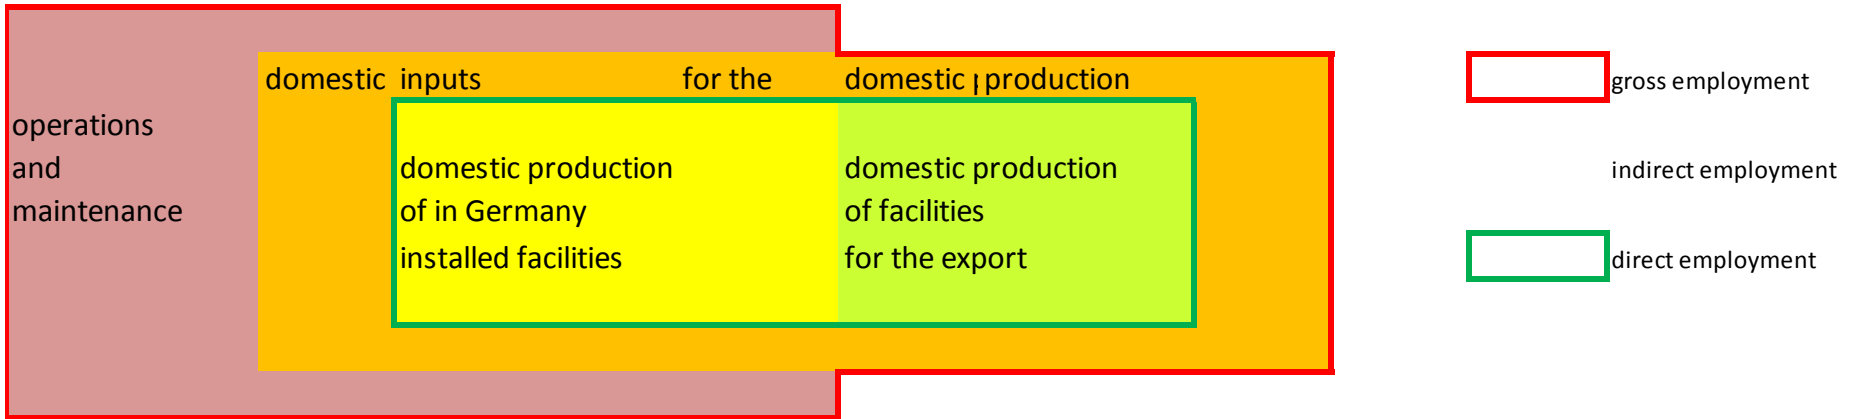 domestic inputs for the domestic production
operations
and
maintenance
domestic production
of in Germany
installed facilities
domestic production
of facilities
for the export
gross employment
indirect employment
direct employment